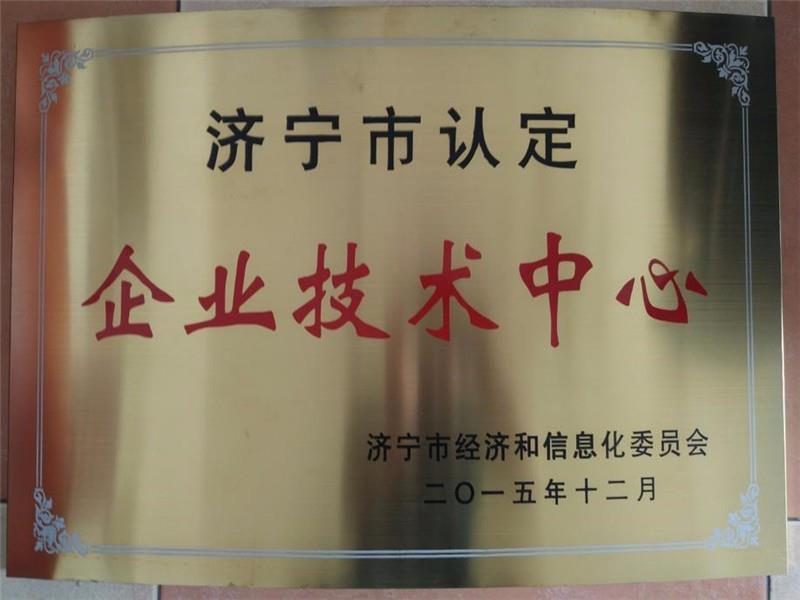 济宁市认定
企业技术中心
济宁市经济和信息化委员会
二〇一五年十二月